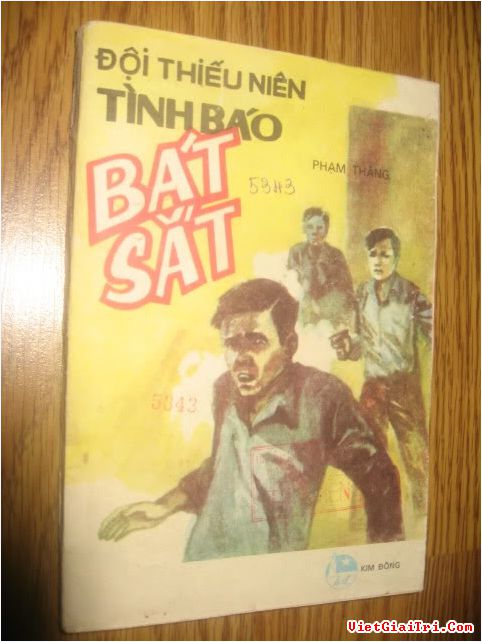 ĐỘI THIẾU NIÊN
TÌNH BÁO
BÁT
SẮT
PHẠM THẮNG
5343
5343
KIM ĐỒNG
VietGiaiTri.Com